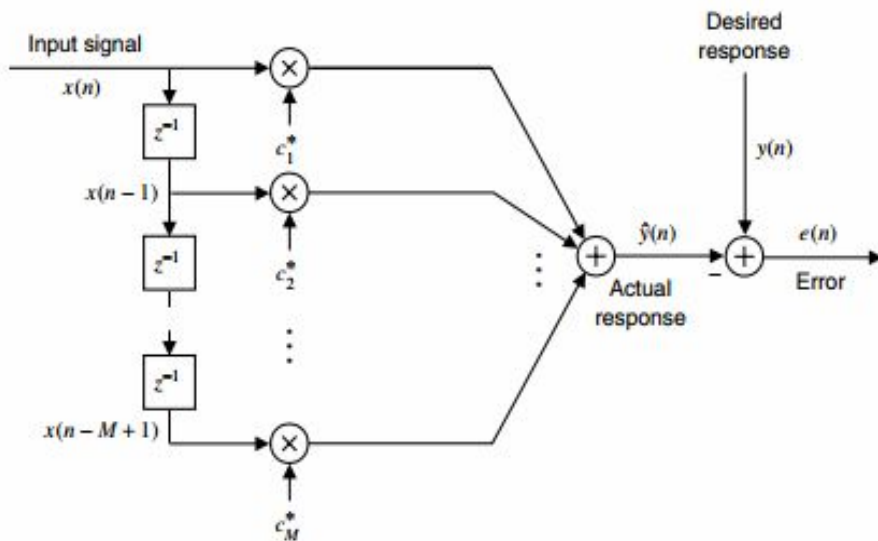 Input signal
x(n)
z⁻¹
c₁*
x(n − 1)
z⁻¹
c₂*
⋮
z⁻¹
x(n − M + 1)
c_M*
⋮
ŷ(n)
Actual
response
Desired
response
y(n)
−
e(n)
Error